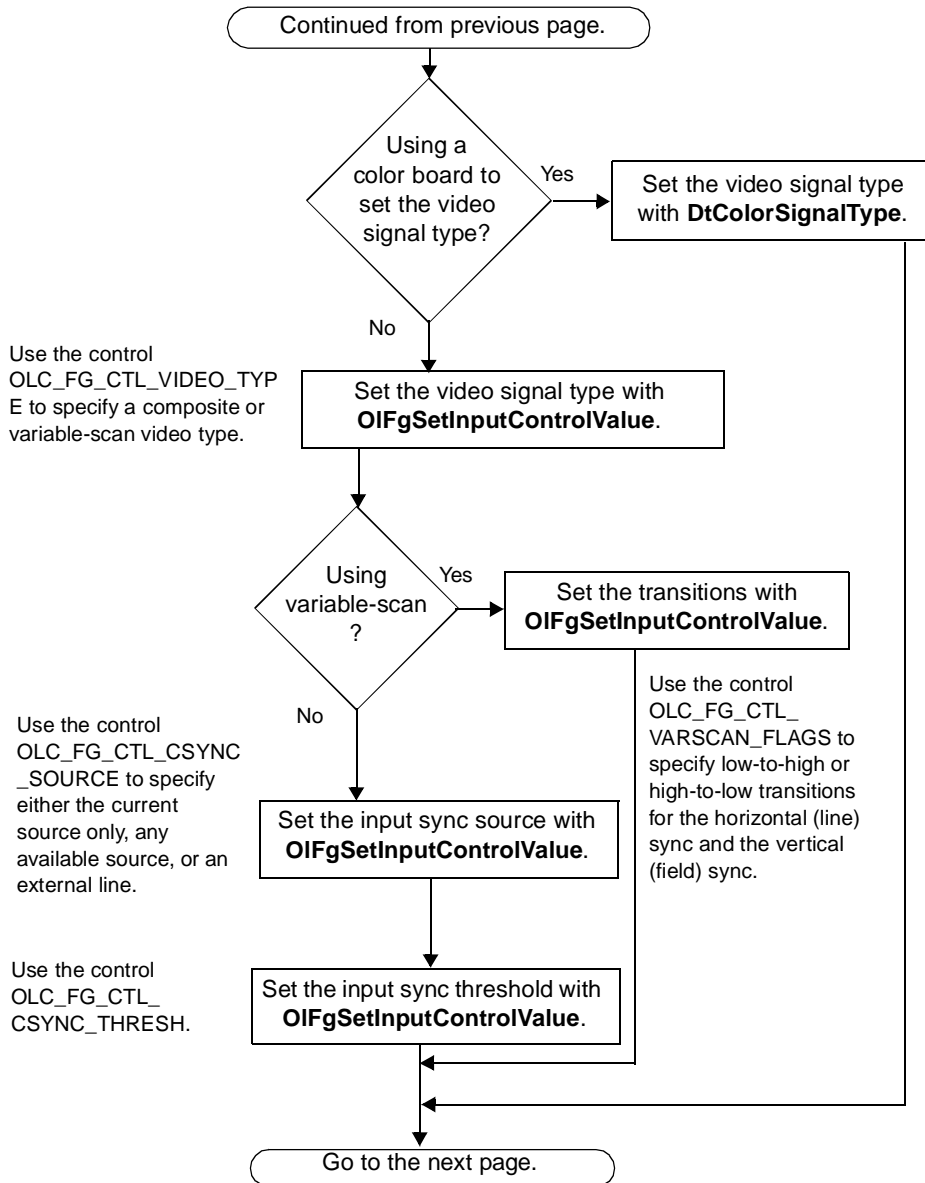 Continued from previous page.
Using a
color board to
set the video
signal type?
Yes
Set the video signal type
with DtColorSignalType.
No
Use the control
OLC_FG_CTL_VIDEO_TYP
E to specify a composite or
variable-scan video type.
Set the video signal type with
OlFgSetInputControlValue.
Using
variable-scan
?
Yes
Set the transitions with
OlFgSetInputControlValue.
Use the control
OLC_FG_CTL_
VARSCAN_FLAGS to
specify low-to-high or
high-to-low transitions
for the horizontal (line)
sync and the vertical
(field) sync.
No
Use the control
OLC_FG_CTL_CSYNC
_SOURCE to specify
either the current
source only, any
available source, or an
external line.
Set the input sync source with
OlFgSetInputControlValue.
Use the control
OLC_FG_CTL_
CSYNC_THRESH.
Set the input sync threshold with
OlFgSetInputControlValue.
Go to the next page.